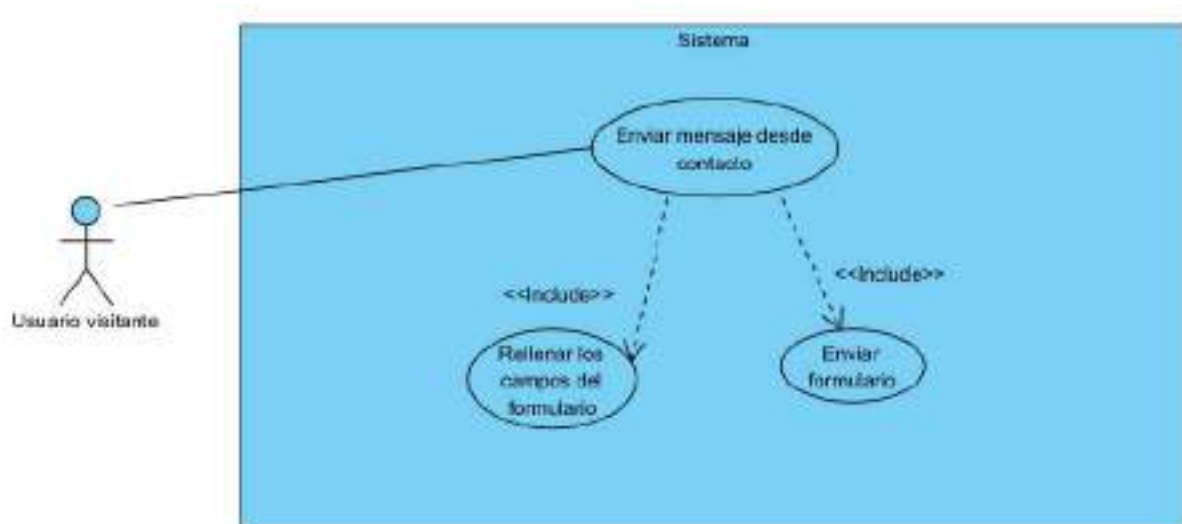 Sistema
Enviar mensaje desde
contacto
Usuario visitante
<<Include>>
<<Include>>
Rellenar los
campos del
formulario
Enviar
formulario